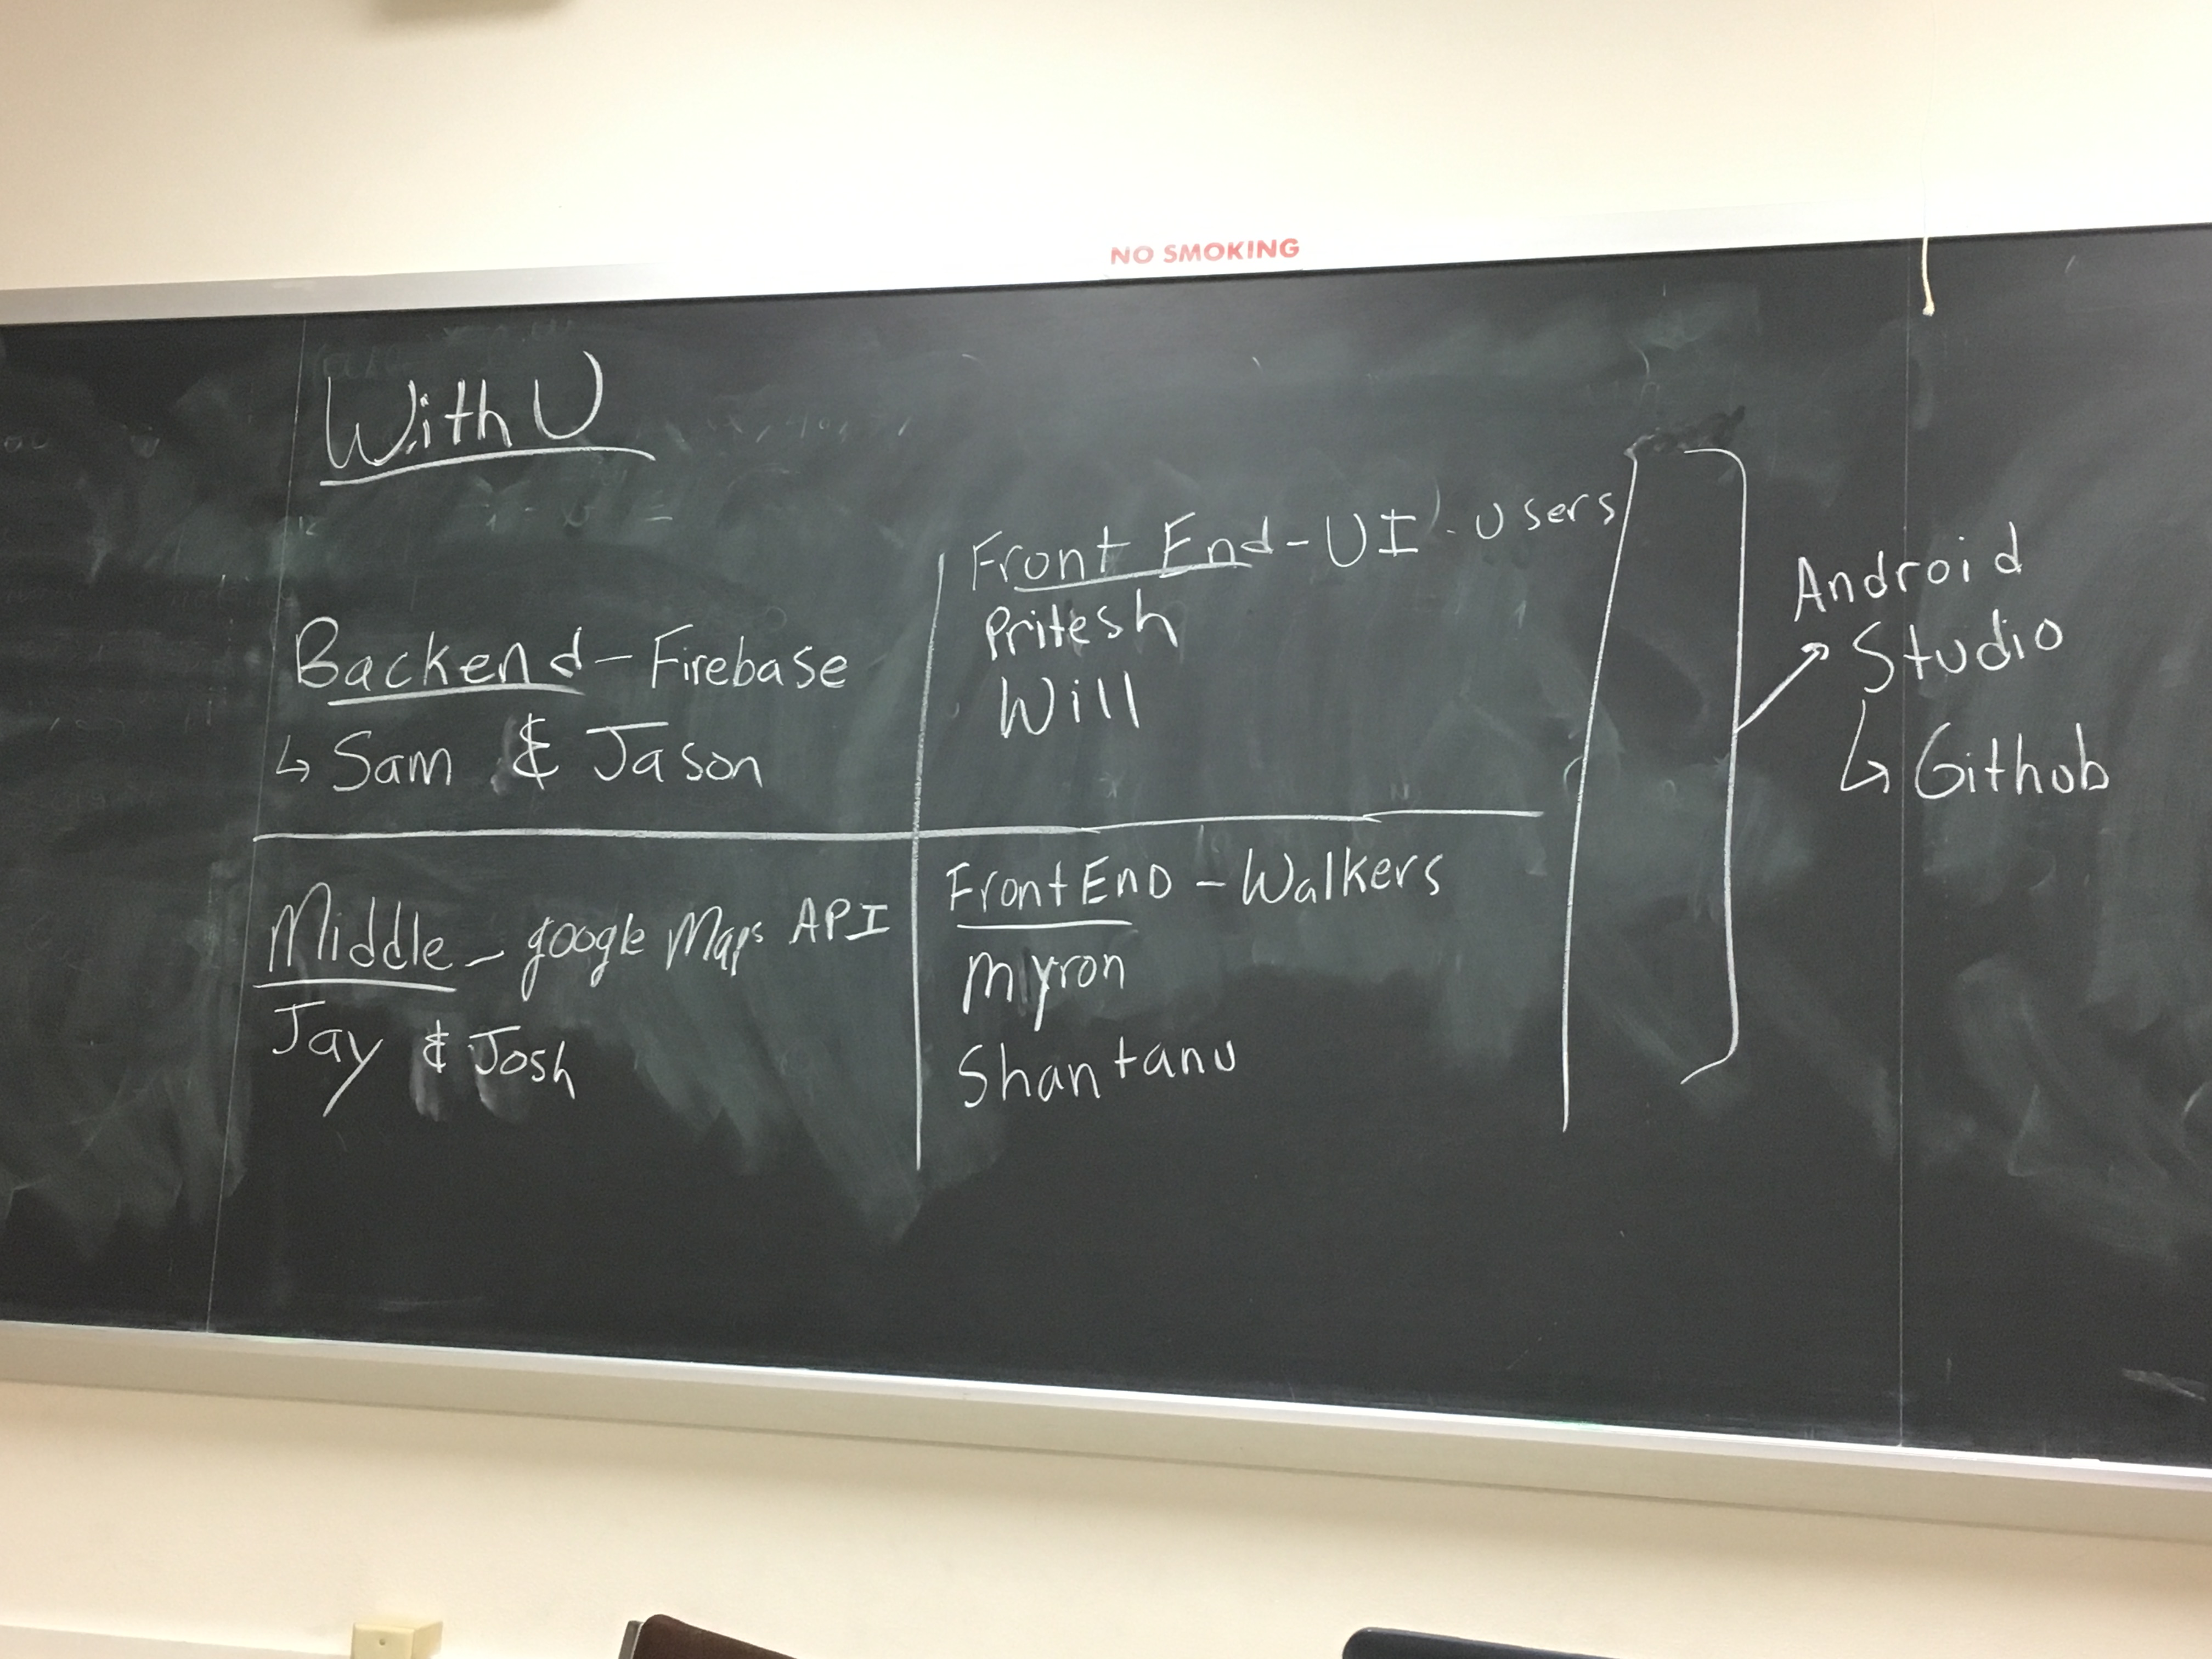 NO SMOKING
With U
Backend - Firebase
↳ Sam & Jason
Front End - UI - Users
Pritesh
Will
Middle - google Maps API
Jay & Josh
FrontEnd - Walkers
Myron
Shantanu
Android
Studio
↳ Github